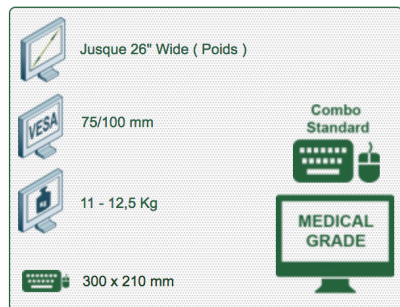 Jusque 26" Wide ( Poids )
VESA
75/100 mm
Combo
Standard
KG
11 - 12,5 Kg
MEDICAL
GRADE
300 x 210 mm